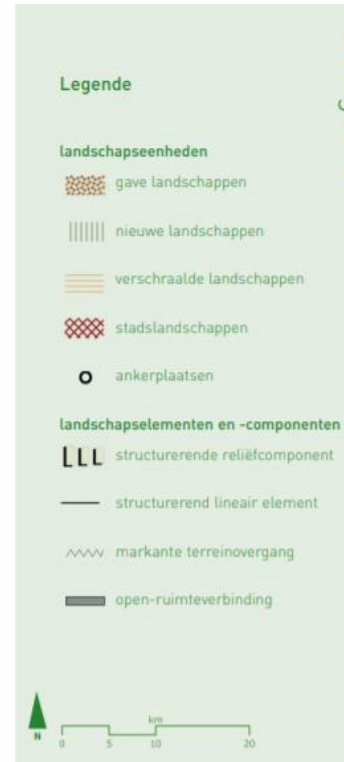 Legende
landschapseenheden
gave landschappen
nieuwe landschappen
verschraalde landschappen
stadslandschappen
ankerplaatsen
landschapselementen en -componenten
structurerende reliëfcomponent
structurerend lineair element
markante terreinovergang
open-ruimteverbinding
km
N 0 5 10 20